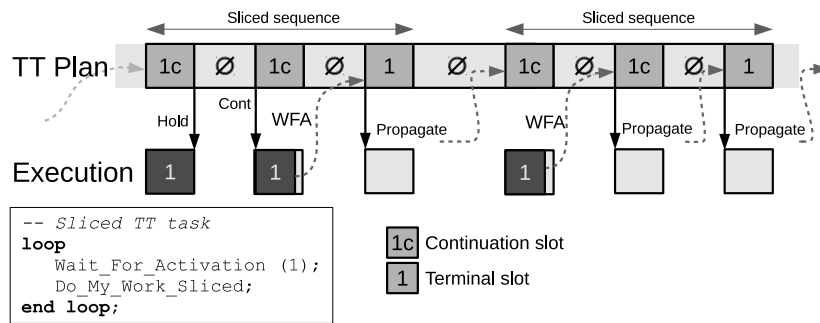 Sliced sequence Sliced sequence
TT Plan 1c Ø 1c Ø 1 Ø 1c Ø 1c Ø 1
Hold Cont WFA Propagate WFA Propagate Propagate
Execution 1 1 1
-- Sliced TT task
loop
Wait_For_Activation (1);
Do_My_Work_Sliced;
end loop;
1c Continuation slot
1 Terminal slot